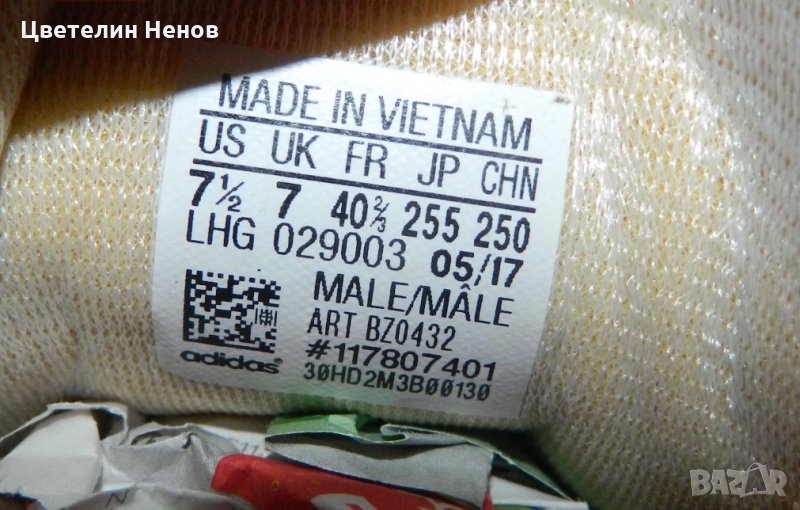 Цветелин Ненов
MADE IN VIETNAM
US UK FR JP CHN
7½ 7 40⅔ 255 250
LHG 029003 05/17
MALE/MÂLE
ART BZ0432
#117807401
adidas®
30HD2M3B00130
BAZAR